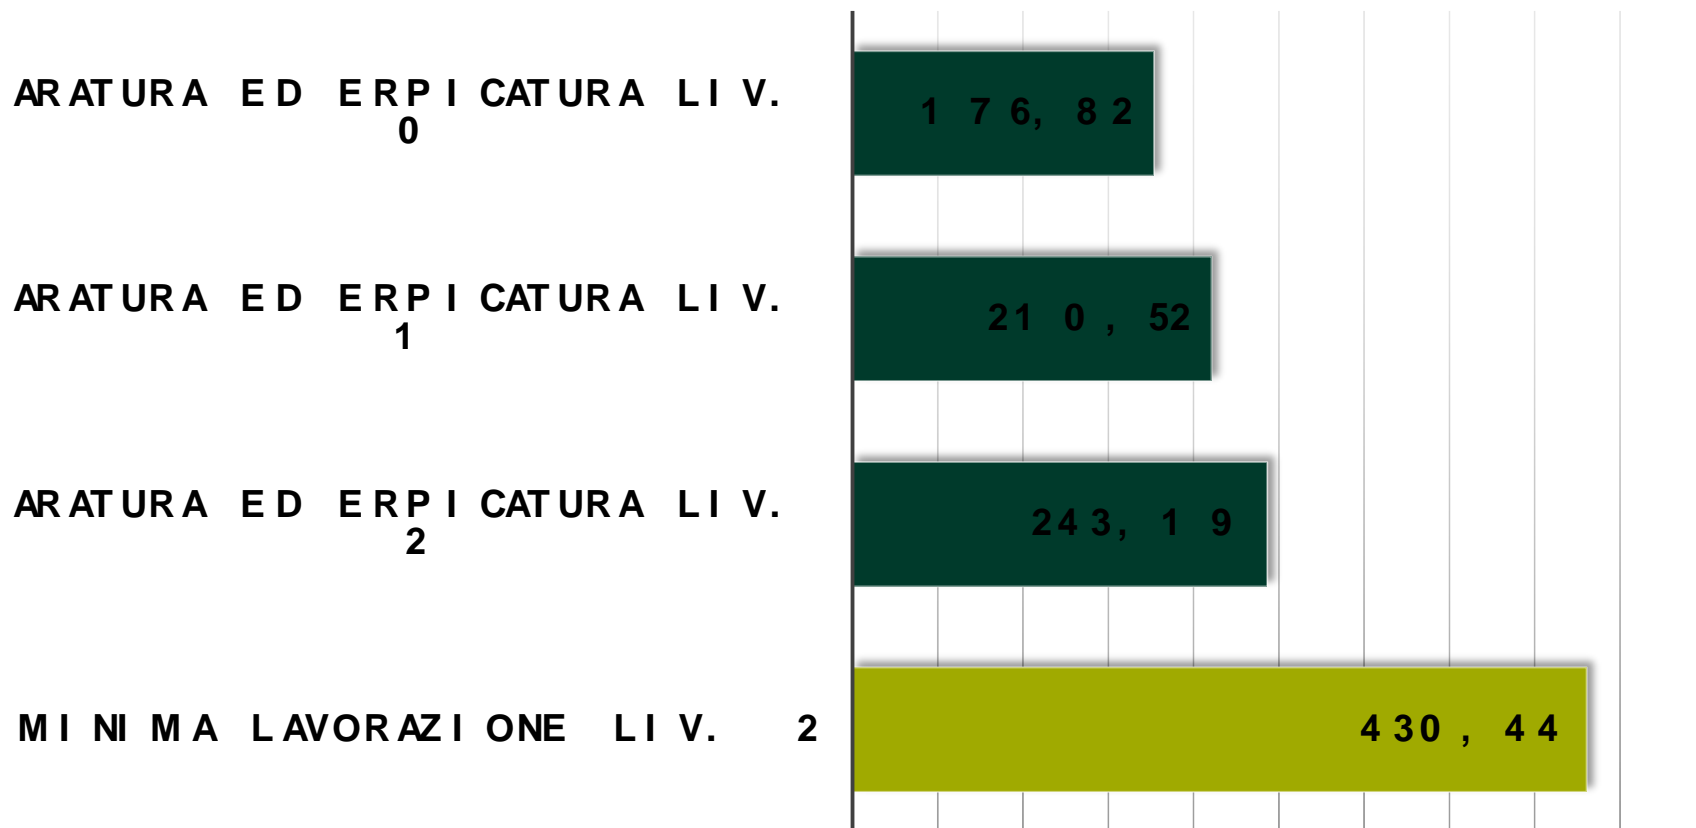 ARATURA ED ERPICATURA LIV.
0
176,82
ARATURA ED ERPICATURA LIV.
1
210,52
ARATURA ED ERPICATURA LIV.
2
243,19
MINIMA LAVORAZIONE LIV. 2
430,44